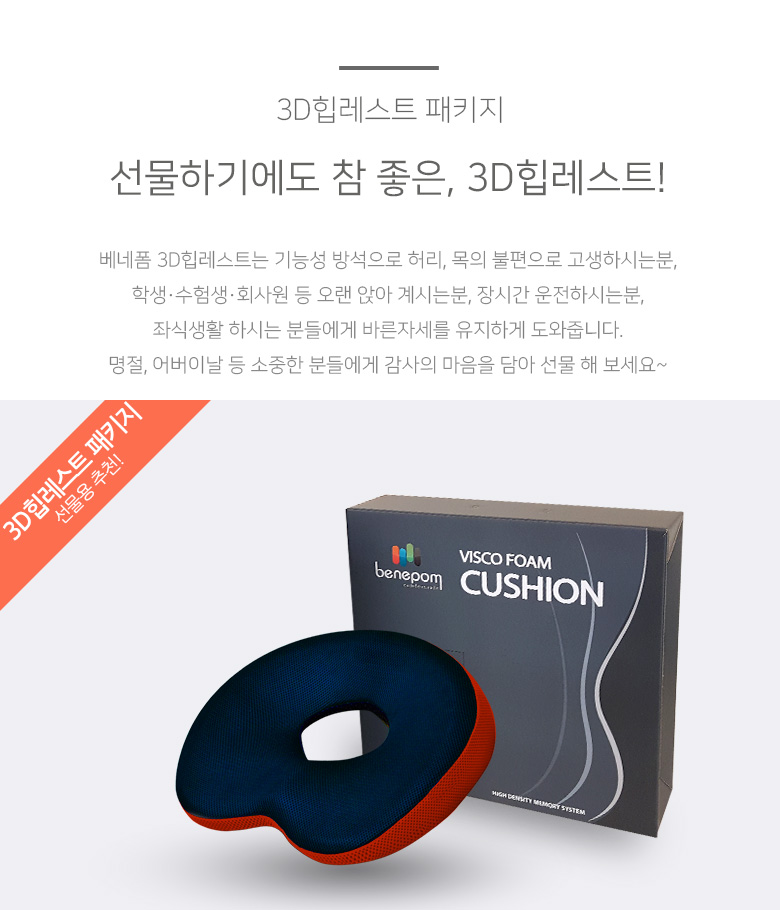 3D힙레스트 패키지
선물하기에도 참 좋은, 3D힙레스트!
베네폼 3D힙레스트는 기능성 방석으로 허리, 목의 불편으로 고생하시는분,
학생·수험생·회사원 등 오랜 앉아 계시는분, 장시간 운전하시는분,
좌식생활 하시는 분들에게 바른자세를 유지하게 도와줍니다.
명절, 어버이날 등 소중한 분들에게 감사의 마음을 담아 선물 해 보세요~
3D힙레스트 패키지
선물용 추천!
benepom
VISCO FOAM
CUSHION
HIGH DENSITY MEMORY SYSTEM